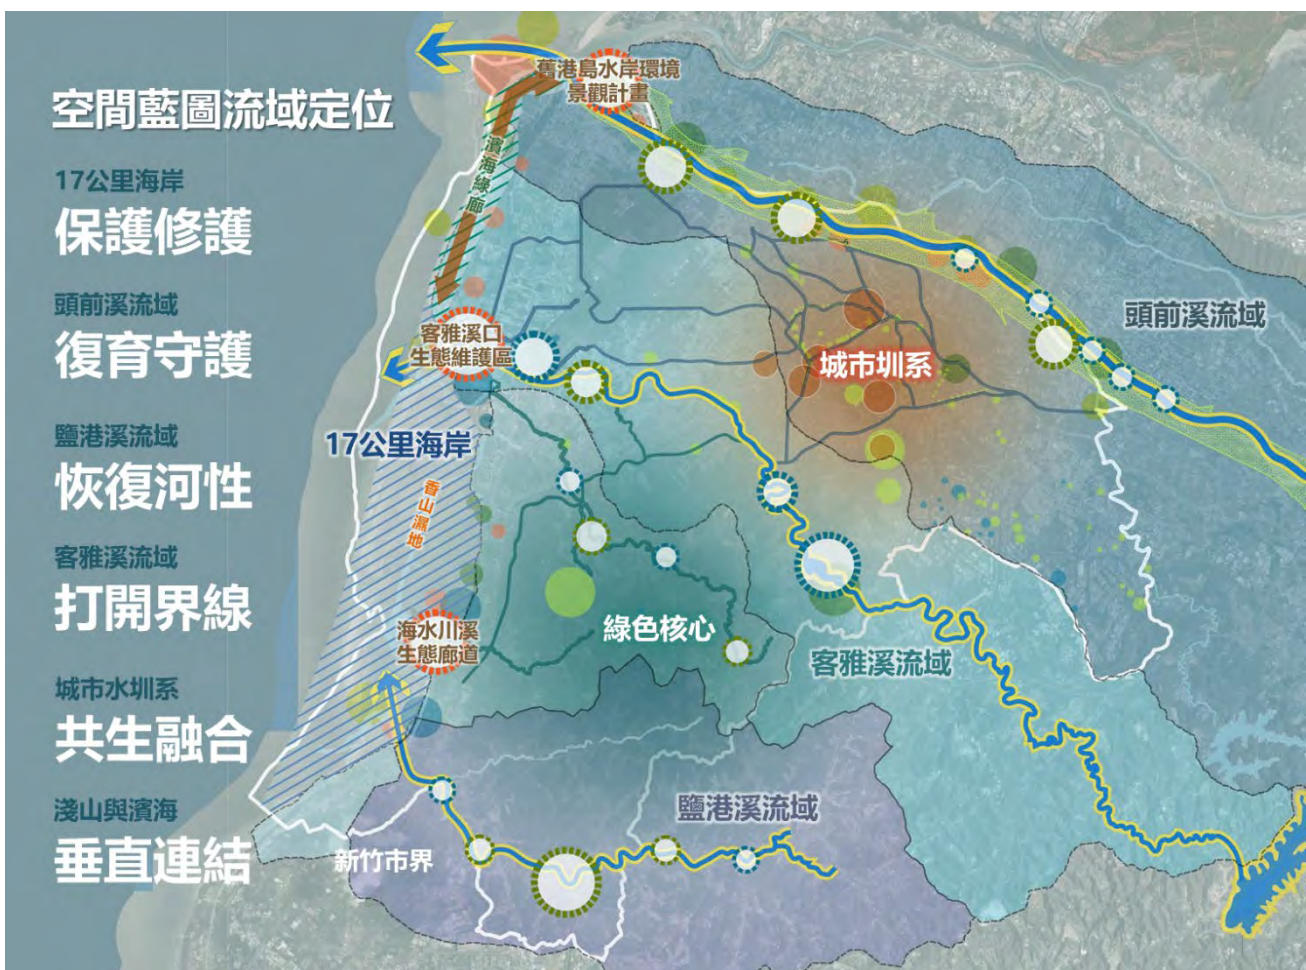 空間藍圖流域定位
17公里海岸
保護修護
頭前溪流域
復育守護
鹽港溪流域
恢復河性
客雅溪流域
打開界線
城市水圳系
共生融合
淺山與濱海
垂直連結
舊港島水岸環境
景觀計畫
濱海綠廊
客雅溪口
生態維護區
頭前溪流域
城市圳系
17公里海岸
香山濕地
海水川溪
生態廊道
綠色核心
客雅溪流域
鹽港溪流域
新竹市界